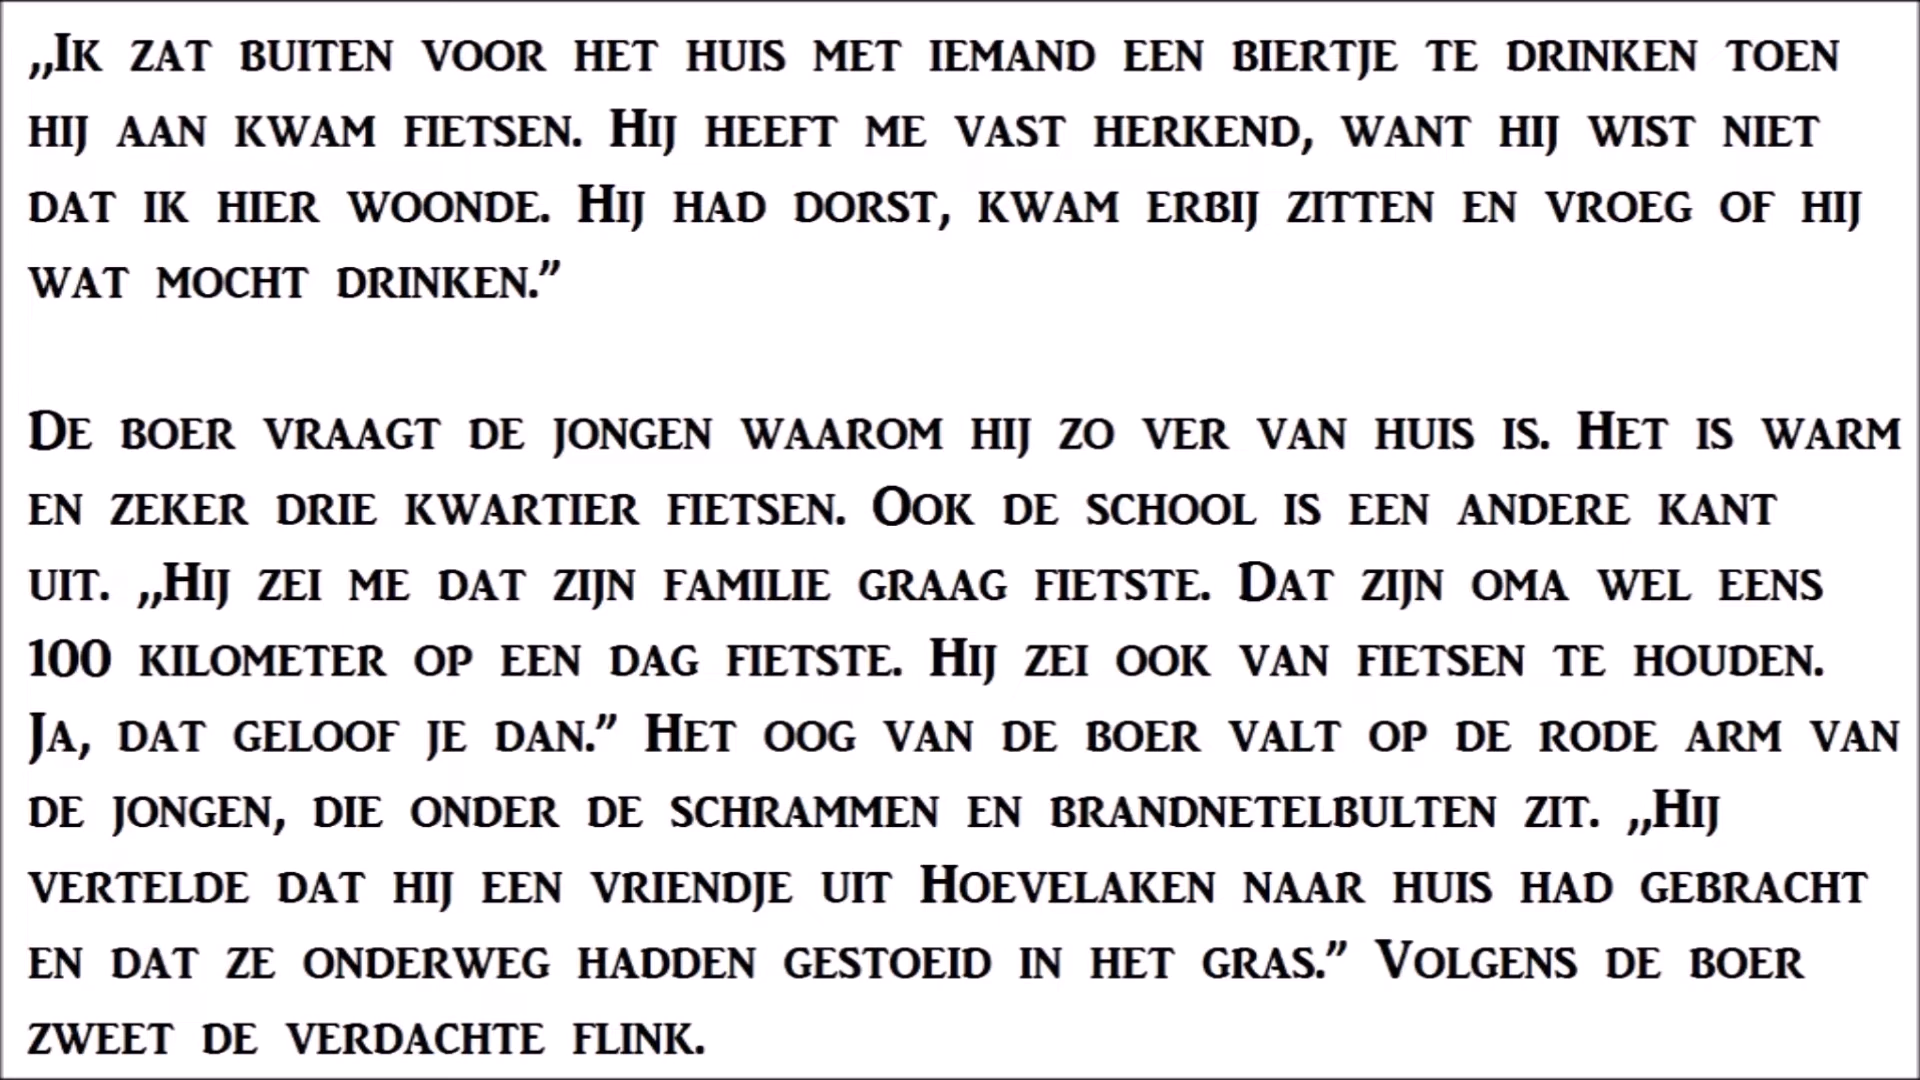 „Ik zat buiten voor het huis met iemand een biertje te drinken toen
hij aan kwam fietsen. Hij heeft me vast herkend, want hij wist niet
dat ik hier woonde. Hij had dorst, kwam erbij zitten en vroeg of hij
wat mocht drinken.”
De boer vraagt de jongen waarom hij zo ver van huis is. Het is warm
en zeker drie kwartier fietsen. Ook de school is een andere kant
uit. „Hij zei me dat zijn familie graag fietste. Dat zijn oma wel eens
100 kilometer op een dag fietste. Hij zei ook van fietsen te houden.
Ja, dat geloof je dan.” Het oog van de boer valt op de rode arm van
de jongen, die onder de schrammen en brandnetelbulten zit. „Hij
vertelde dat hij een vriendje uit Hoevelaken naar huis had gebracht
en dat ze onderweg hadden gestoeid in het gras.” Volgens de boer
zweet de verdachte flink.